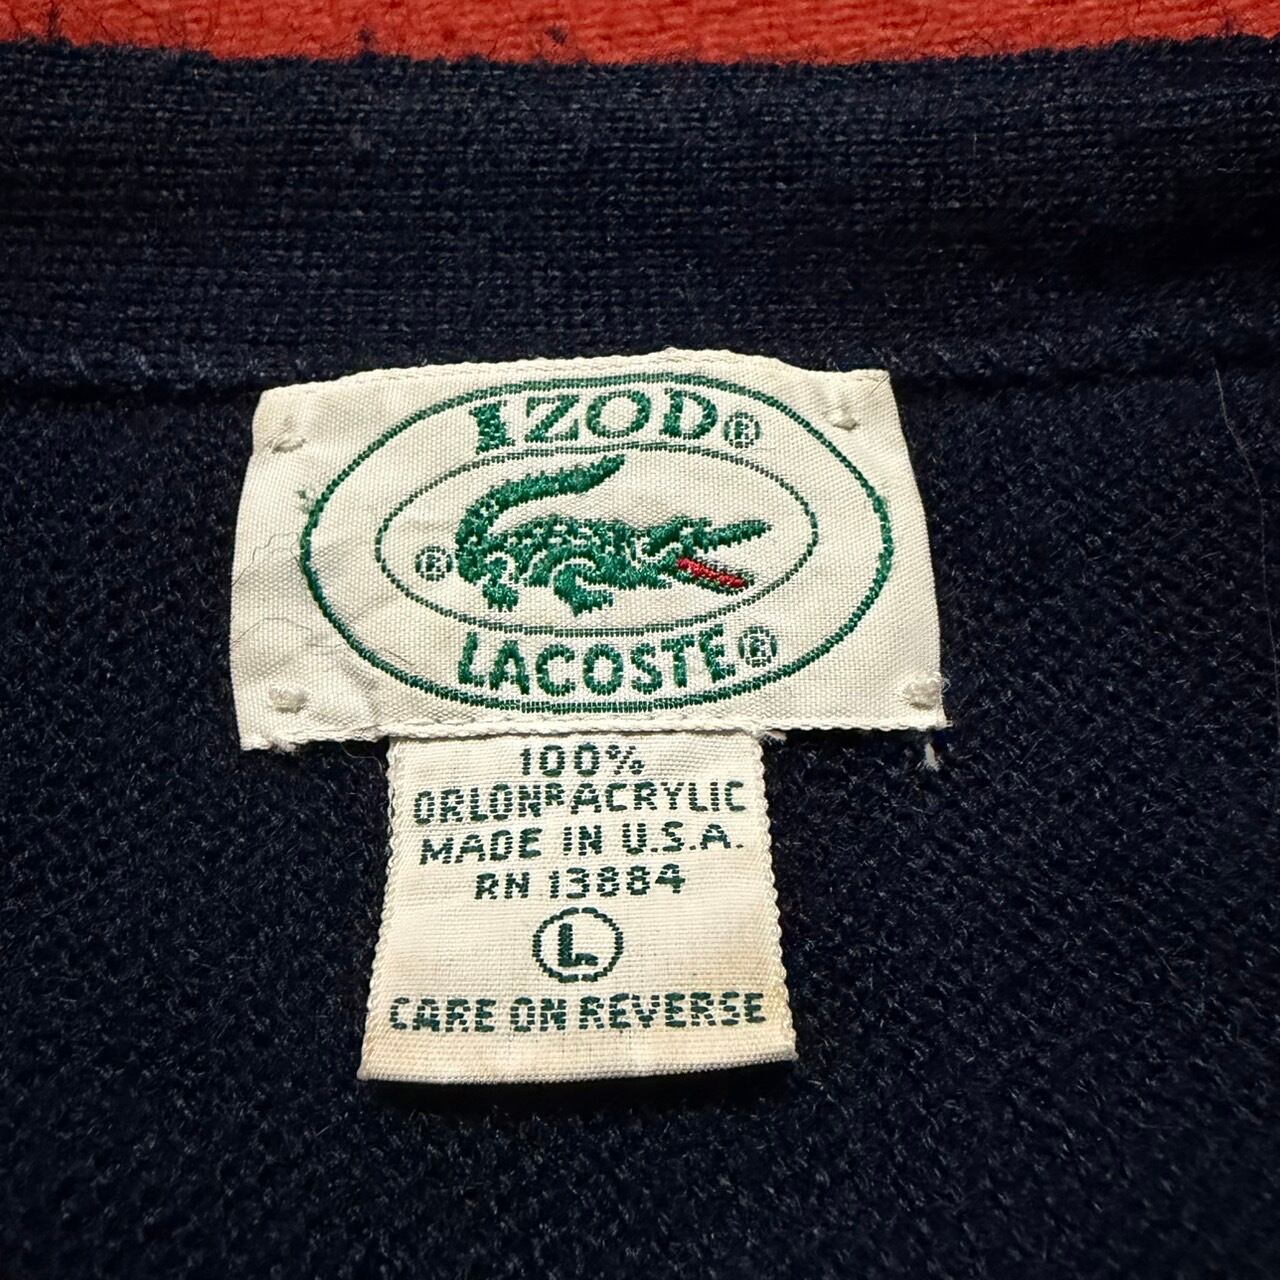 IZOD®
®
LACOSTE®
100%
ORLON® ACRYLIC
MADE IN U.S.A.
RN 13884
L
CARE ON REVERSE